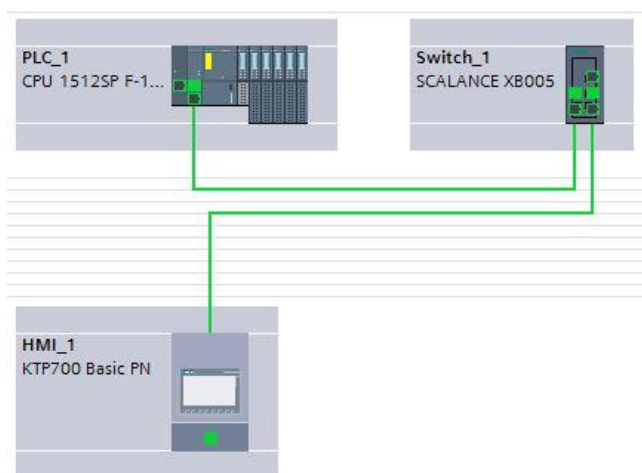 PLC_1
CPU 1512SP F-1...
Switch_1
SCALANCE XB005
HMI_1
KTP700 Basic PN